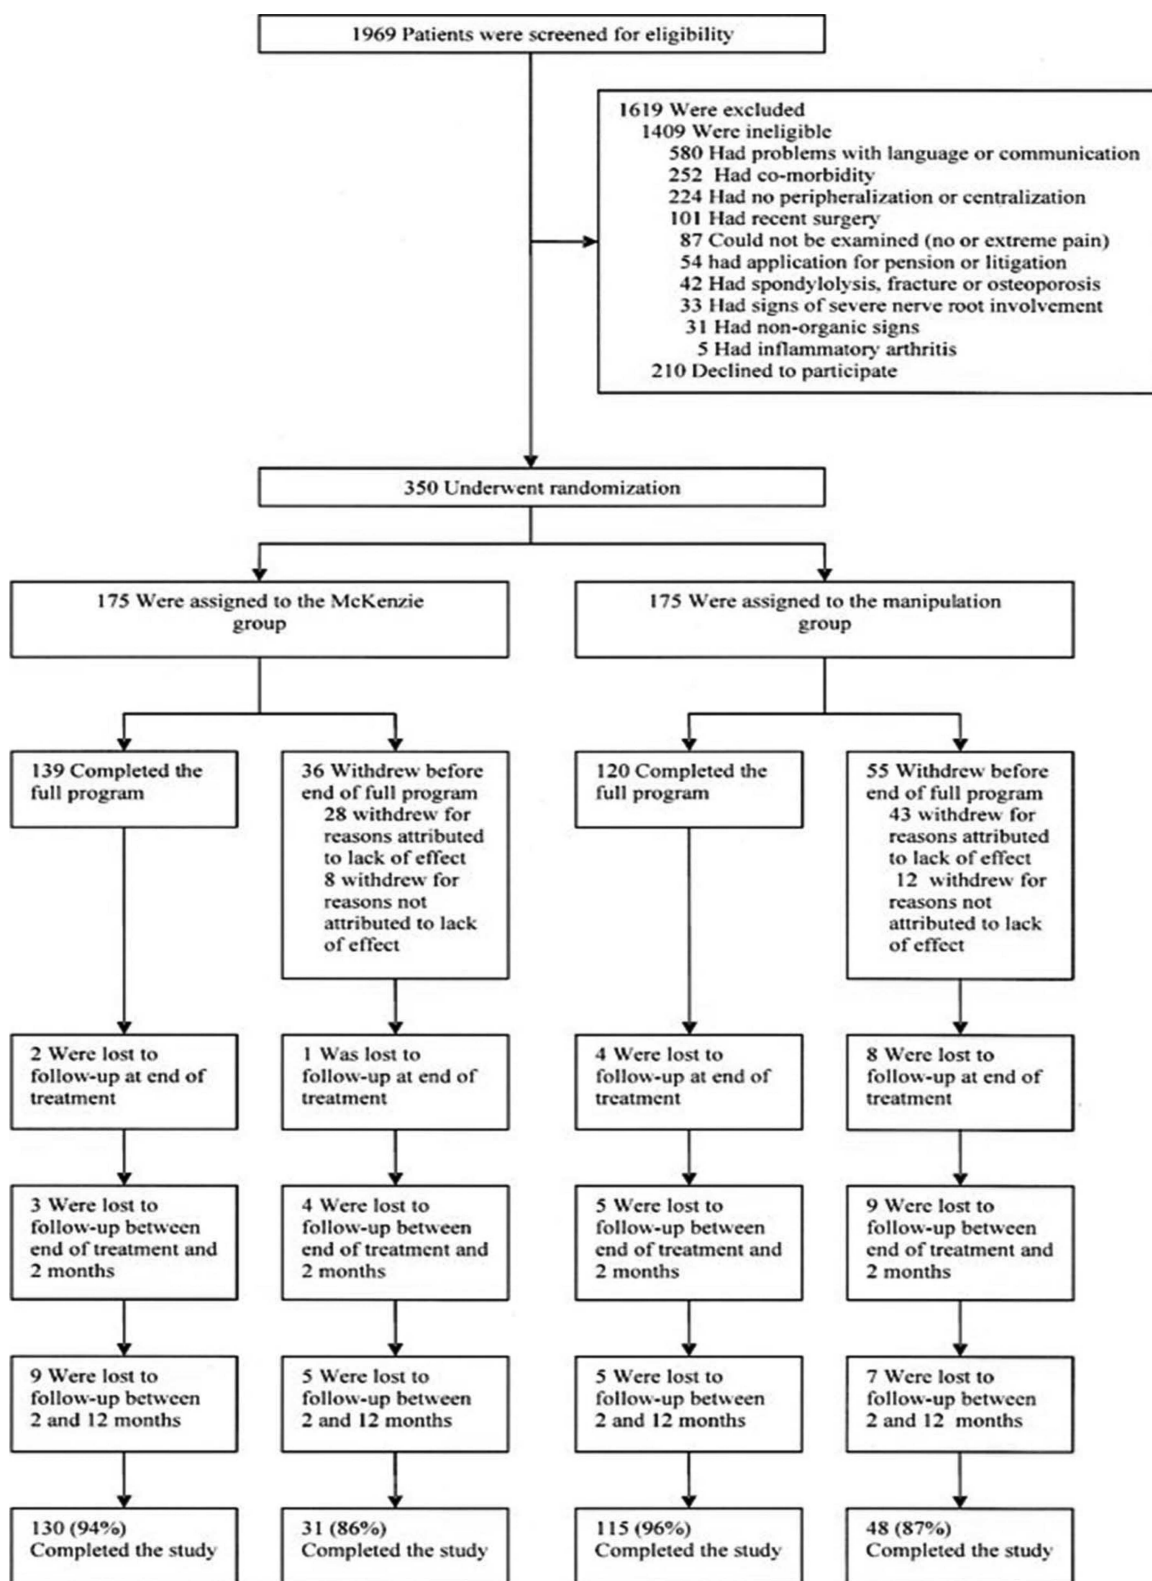 1969 Patients were screened for eligibility
1619 Were excluded
1409 Were ineligible
580 Had problems with language or communication
252 Had co-morbidity
224 Had no peripheralization or centralization
101 Had recent surgery
87 Could not be examined (no or extreme pain)
54 had application for pension or litigation
42 Had spondylolysis, fracture or osteoporosis
33 Had signs of severe nerve root involvement
31 Had non-organic signs
5 Had inflammatory arthritis
210 Declined to participate
350 Underwent randomization
175 Were assigned to the McKenzie
group
175 Were assigned to the manipulation
group
139 Completed the
full program
36 Withdrew before
end of full program
28 withdrew for
reasons attributed
to lack of effect
8 withdrew for
reasons not
attributed to lack
of effect
120 Completed the
full program
55 Withdrew before
end of full program
43 withdrew for
reasons attributed
to lack of effect
12 withdrew for
reasons not
attributed to lack
of effect
2 Were lost to
follow-up at end of
treatment
1 Was lost to
follow-up at end of
treatment
4 Were lost to
follow-up at end of
treatment
8 Were lost to
follow-up at end of
treatment
3 Were lost to
follow-up between
end of treatment and
2 months
4 Were lost to
follow-up between
end of treatment and
2 months
5 Were lost to
follow-up between
end of treatment and
2 months
9 Were lost to
follow-up between
end of treatment and
2 months
9 Were lost to
follow-up between
2 and 12 months
5 Were lost to
follow-up between
2 and 12 months
5 Were lost to
follow-up between
2 and 12 months
7 Were lost to
follow-up between
2 and 12 months
130 (94%)
Completed the study
31 (86%)
Completed the study
115 (96%)
Completed the study
48 (87%)
Completed the study